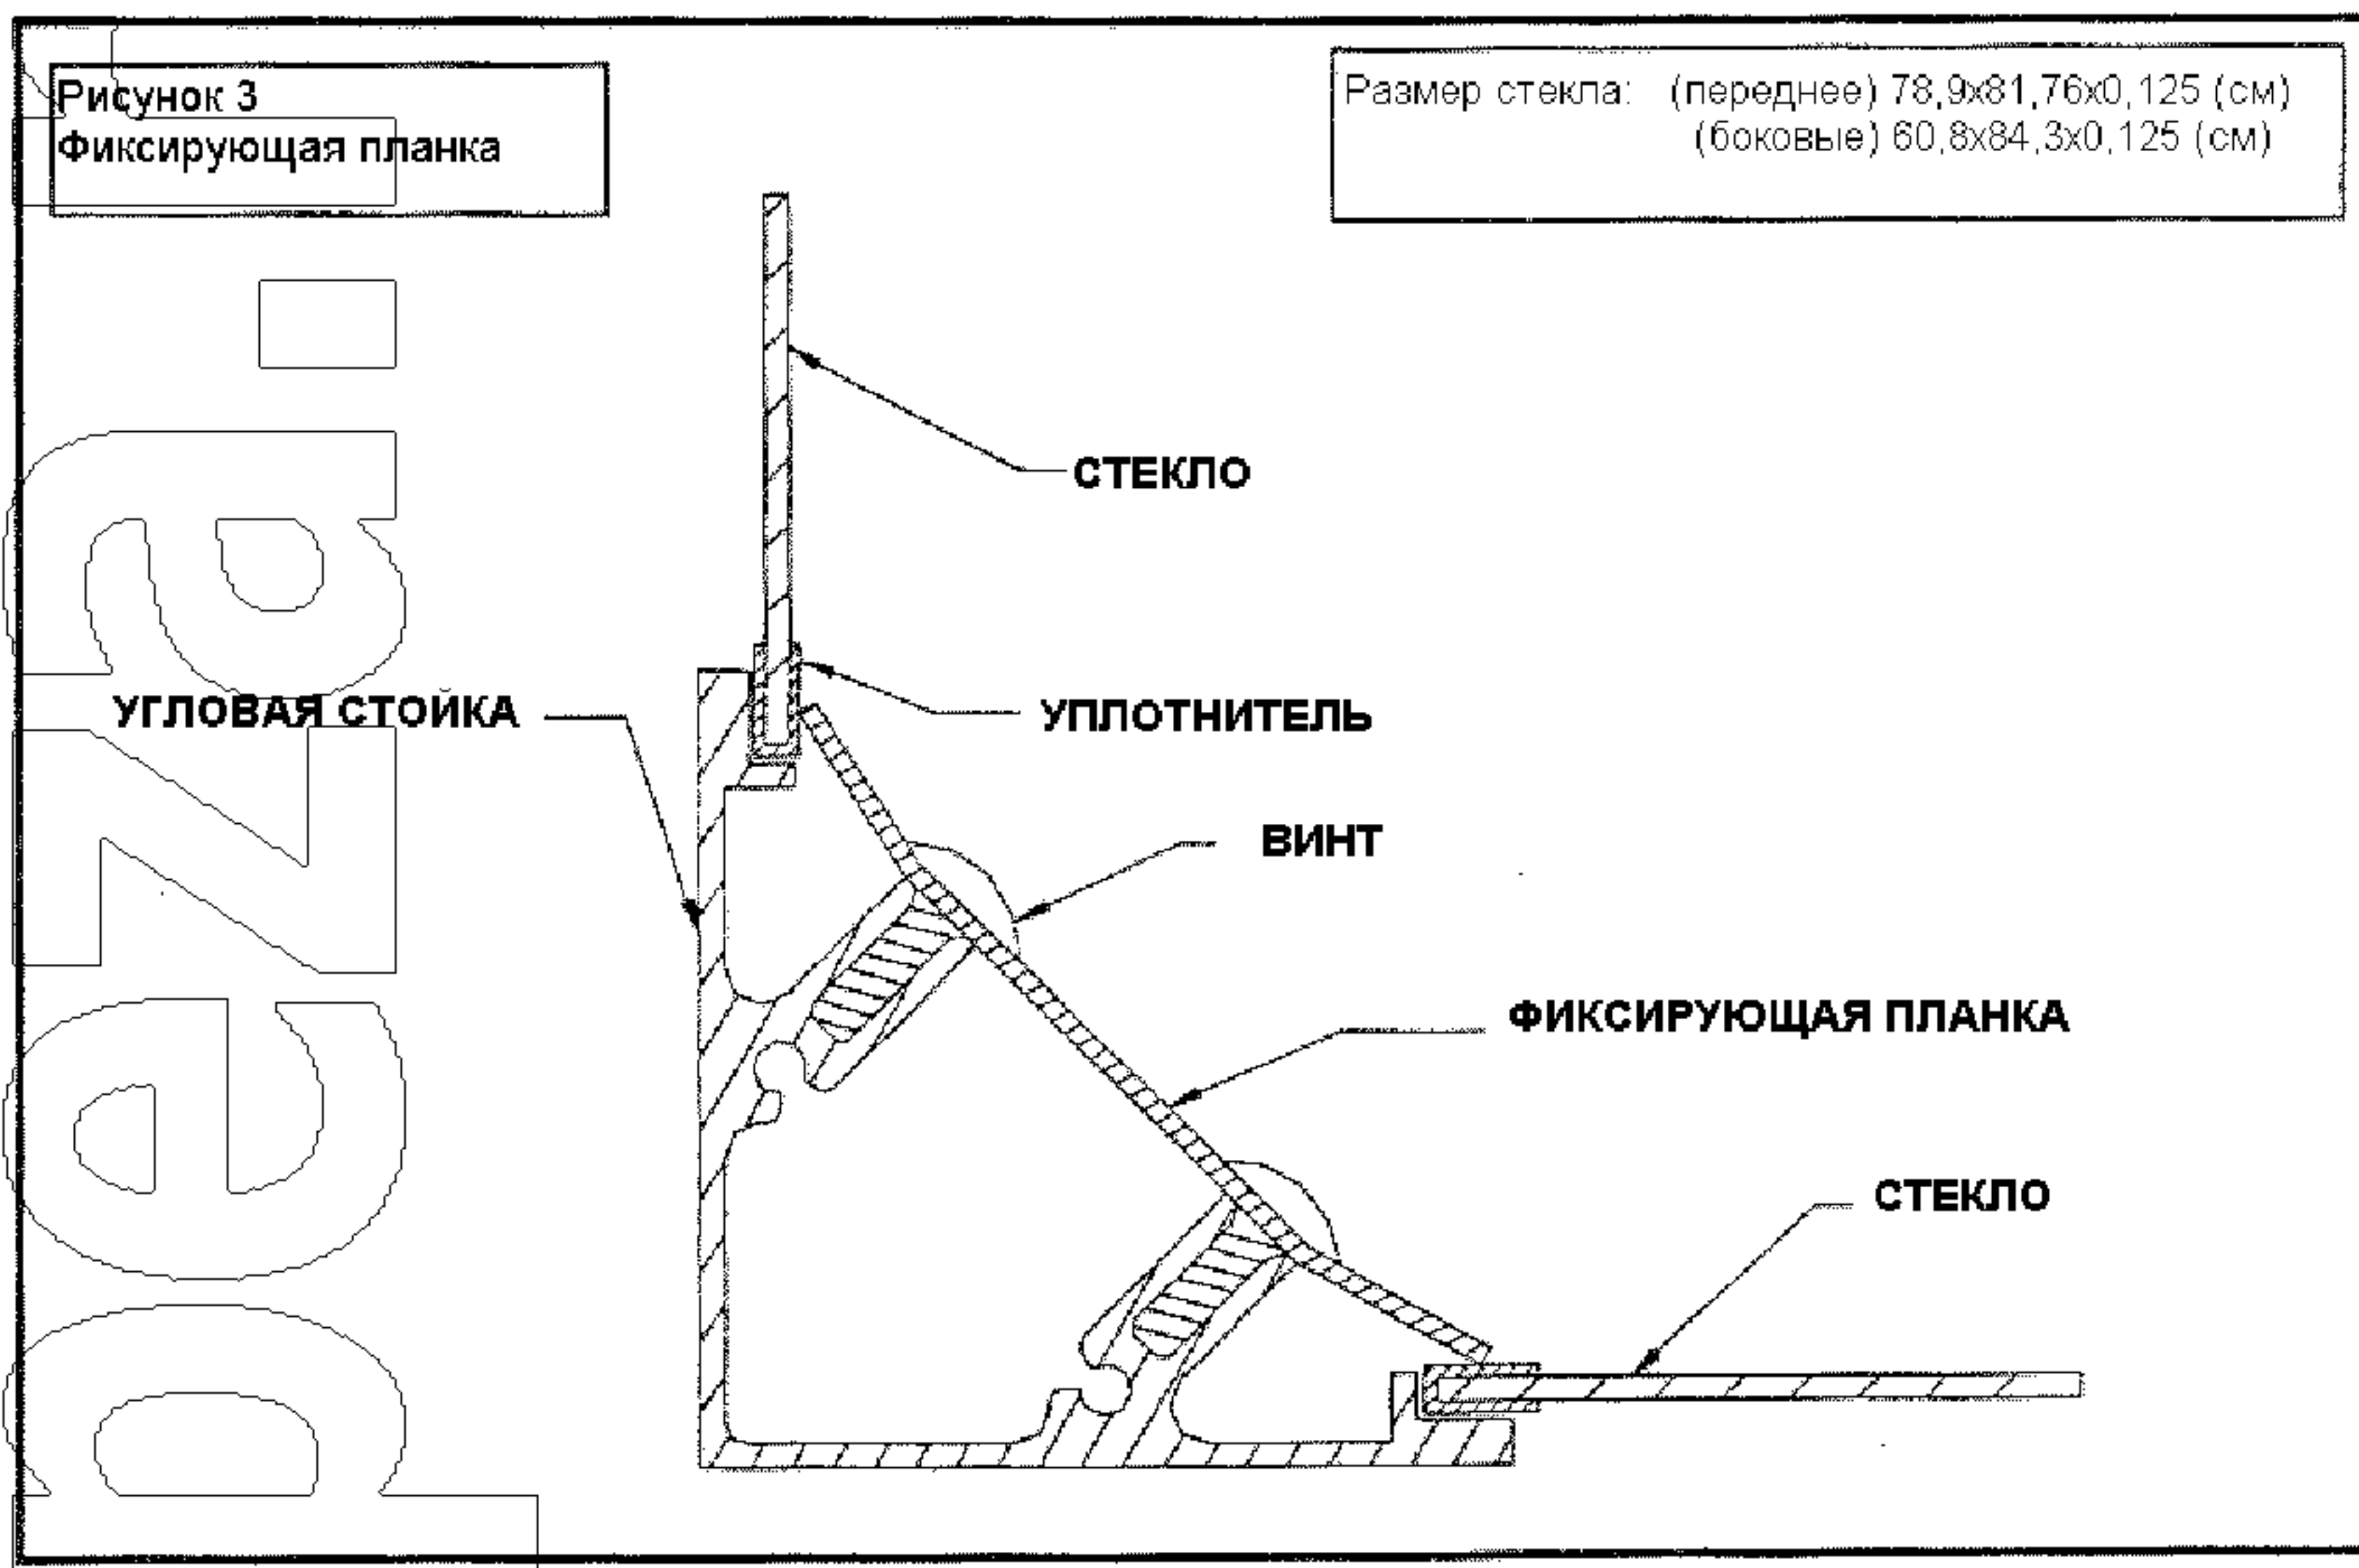 Рисунок 3
Фиксирующая планка
Размер стекла: (переднее) 78,9x81,76x0,125 (см)
(боковые) 60,8x84,3x0,125 (см)
СТЕКЛО
УГЛОВАЯ СТОЙКА
УПЛОТНИТЕЛЬ
ВИНТ
ФИКСИРУЮЩАЯ ПЛАНКА
СТЕКЛО
peza.